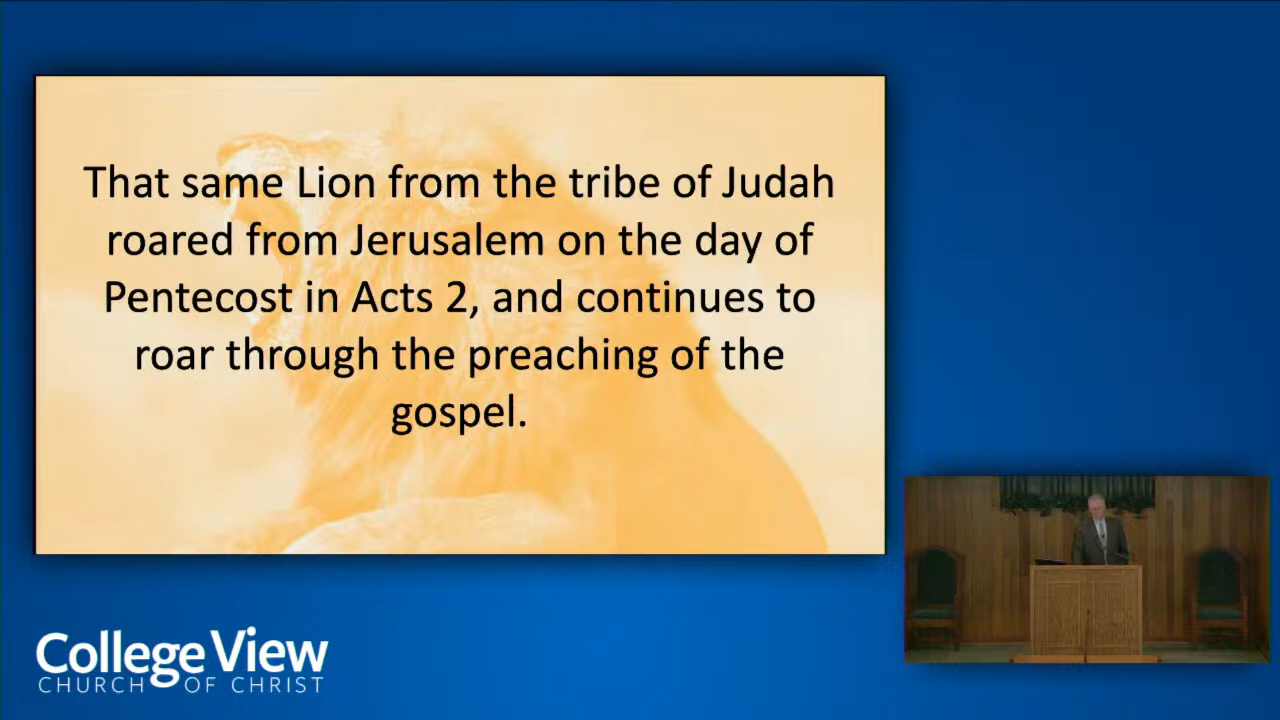 That same Lion from the tribe of Judah
roared from Jerusalem on the day of
Pentecost in Acts 2, and continues to
roar through the preaching of the
gospel.
College View
CHURCH OF CHRIST